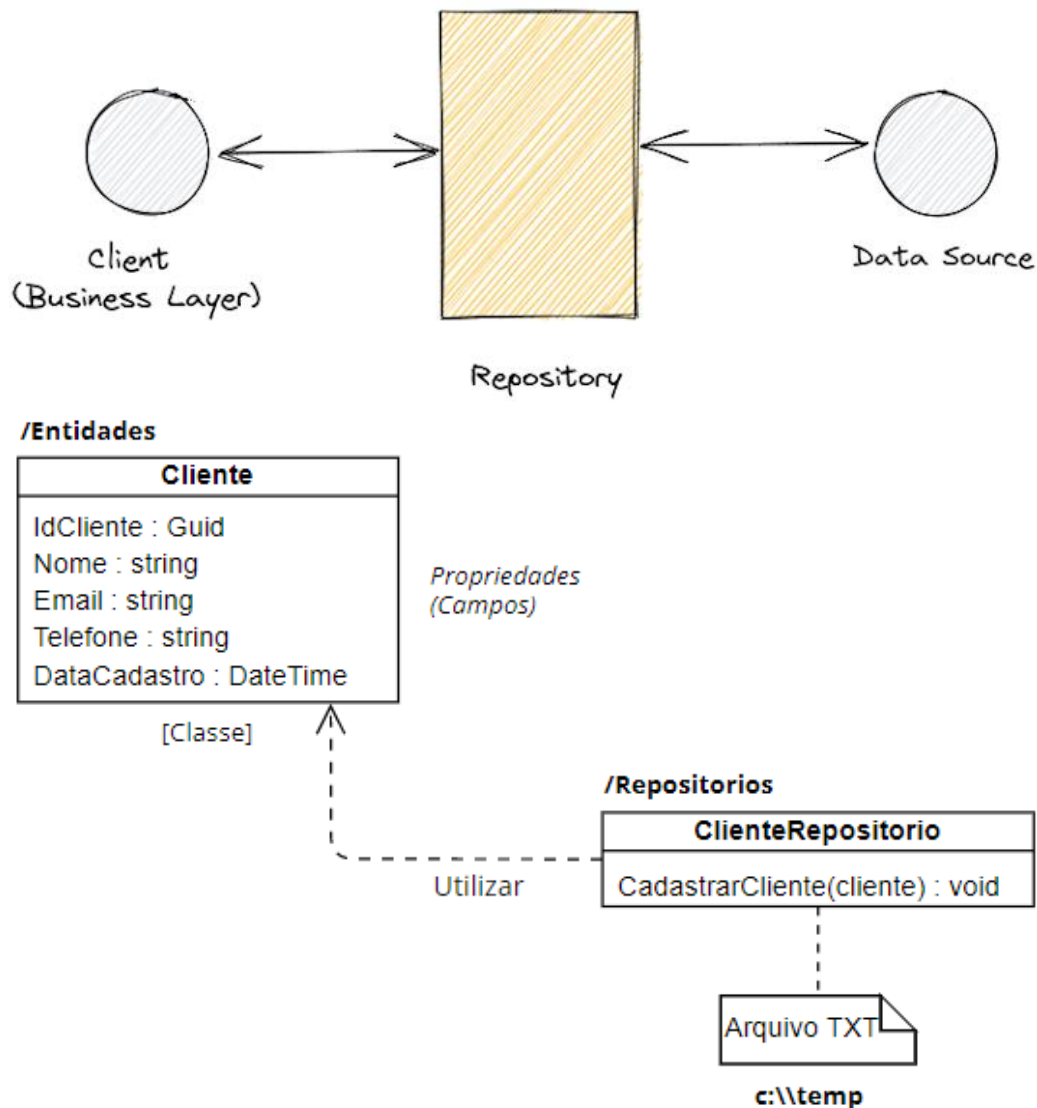 Client
(Business Layer)
Data Source
Repository
/Entidades
Cliente
IdCliente : Guid
Nome : string
Email : string
Telefone : string
DataCadastro : DateTime
Propriedades
(Campos)
[Classe]
/Repositorios
ClienteRepositorio
CadastrarCliente(cliente) : void
Utilizar
Arquivo TXT
c:\\temp